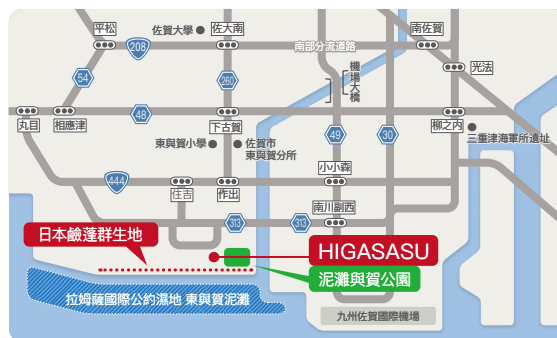 平松
佐賀大學
佐大南
南佐賀
208
南部分流道路
機場大橋
光法
54
260
丸目
相應津
48
下古賀
49
30
柳之内
三重津海軍所遺址
東與賀小學
佐賀市
東與賀分所
小小森
444
住吉
作出
南川副西
313
313
日本鹼蓬群生地
HIGASASU
泥灘與賀公園
拉姆薩國際公約濕地 東與賀泥灘
九州佐賀國際機場